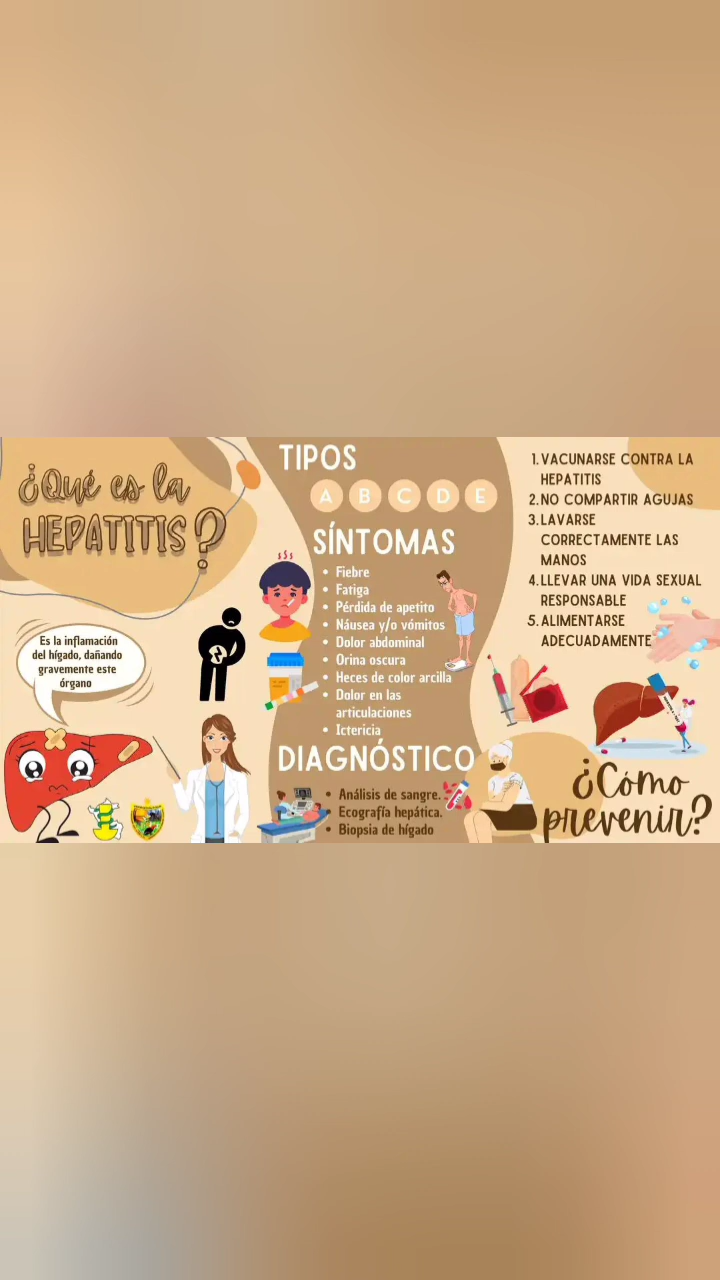 ¿Qué es la
HEPATITIS?
Es la inflamación
del hígado, dañando
gravemente este
órgano
TIPOS
A B C D E
SÍNTOMAS
• Fiebre
• Fatiga
• Pérdida de apetito
• Náusea y/o vómitos
• Dolor abdominal
• Orina oscura
• Heces de color arcilla
• Dolor en las
articulaciones
• Ictericia
DIAGNÓSTICO
• Análisis de sangre.
• Ecografía hepática.
• Biopsia de hígado
1. VACUNARSE CONTRA LA
HEPATITIS
2. NO COMPARTIR AGUJAS
3. LAVARSE
CORRECTAMENTE LAS
MANOS
4. LLEVAR UNA VIDA SEXUAL
RESPONSABLE
5. ALIMENTARSE
ADECUADAMENTE
¿Cómo
prevenir?